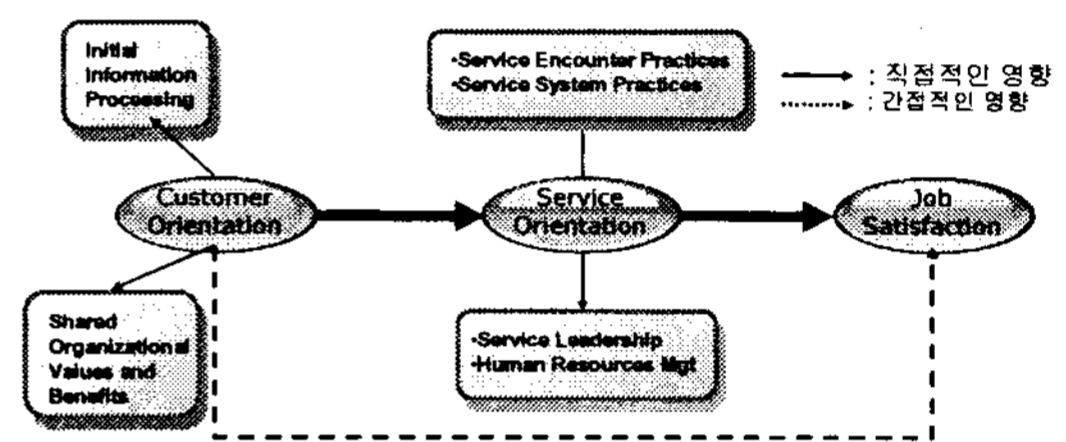 Initial
Information
Processing
•Service Encounter Practices
•Service System Practices
: 직접적인 영향
: 간접적인 영향
Customer
Orientation
Service
Orientation
Job
Satisfaction
Shared
Organizational
Values and
Benefits
•Service Leadership
•Human Resources Mgt